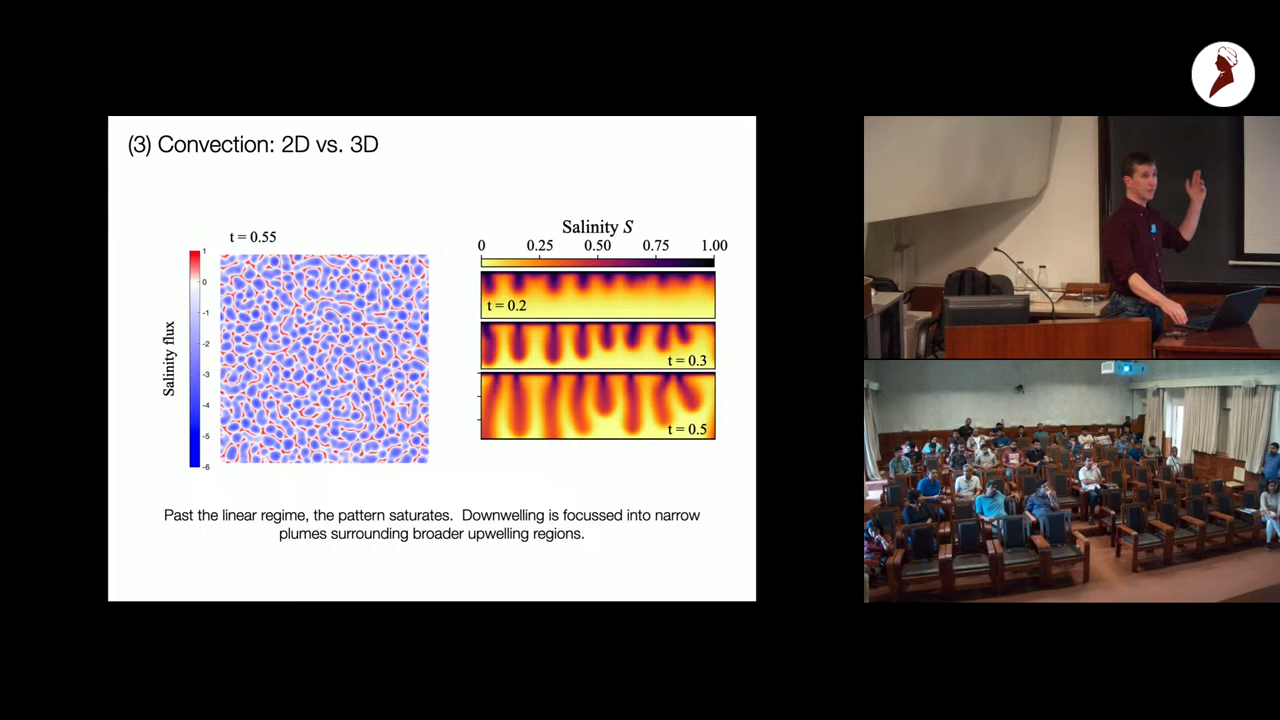 (3) Convection: 2D vs. 3D
t = 0.55
Salinity flux
1
0
-1
-2
-3
-4
-5
-6
Salinity S
0 0.25 0.50 0.75 1.00
t = 0.2
t = 0.3
t = 0.5
Past the linear regime, the pattern saturates. Downwelling is focussed into narrow
plumes surrounding broader upwelling regions.